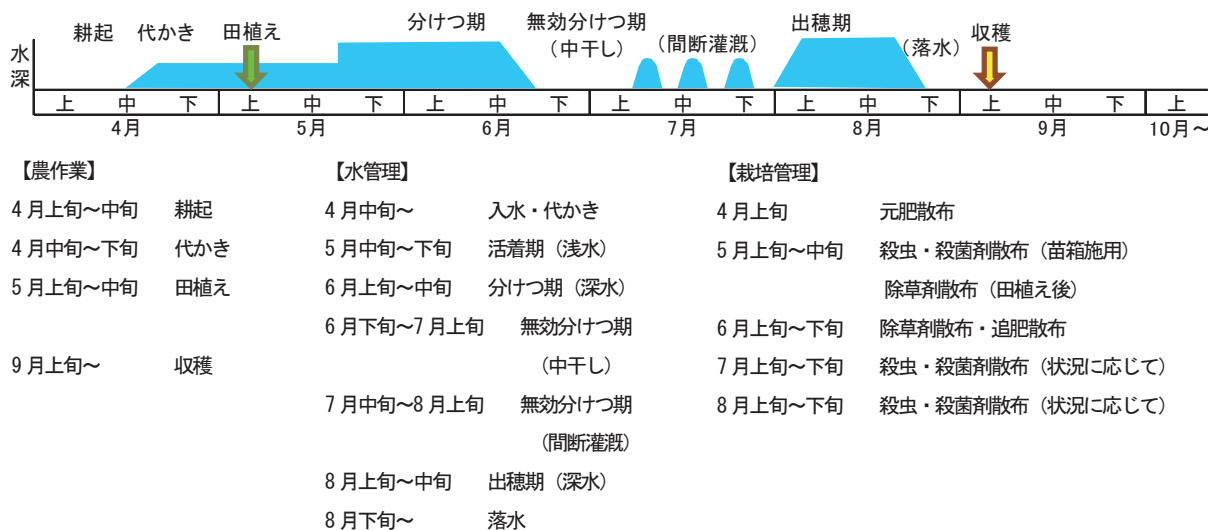 耕起 代かき 田植え 分けつ期 無効分けつ期 出穂期 収穫
(中干し) (間断灌漑) (落水)
水深
上 中 下 上 中 下 上 中 下 上 中 下 上 中 下 上 中 下 上
4月 5月 6月 7月 8月 9月 10月～
【農作業】
4月上旬～中旬 耕起
4月中旬～下旬 代かき
5月上旬～中旬 田植え
9月上旬～ 収穫
【水管理】
4月中旬～ 入水・代かき
5月中旬～下旬 活着期（浅水）
6月上旬～中旬 分けつ期（深水）
6月下旬～7月上旬 無効分けつ期
（中干し）
7月中旬～8月上旬 無効分けつ期
（間断灌漑）
8月上旬～中旬 出穂期（深水）
8月下旬～ 落水
【栽培管理】
4月上旬 元肥散布
5月上旬～中旬 殺虫・殺菌剤散布（苗箱施用）
除草剤散布（田植え後）
6月上旬～下旬 除草剤散布・追肥散布
7月上旬～下旬 殺虫・殺菌剤散布（状況に応じて）
8月上旬～下旬 殺虫・殺菌剤散布（状況に応じて）